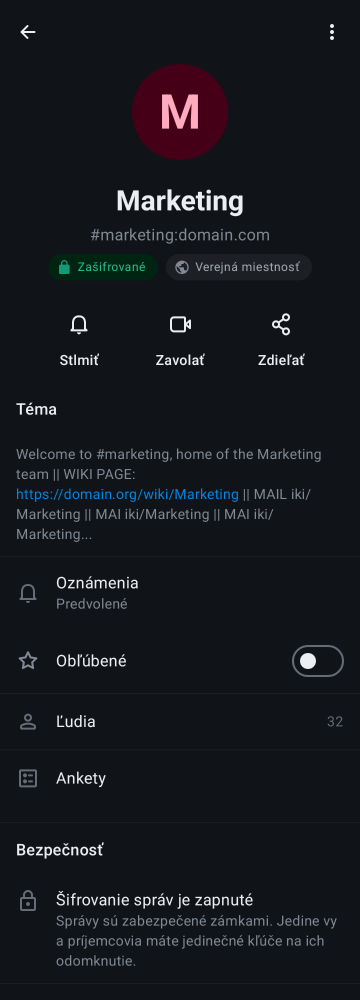 M
Marketing
#marketing:domain.com
Zašifrované
Verejná miestnosť
Stlmiť
Zavolať
Zdieľať
Téma
Welcome to #marketing, home of the Marketing
team || WIKI PAGE:
https://domain.org/wiki/Marketing || MAIL iki/
Marketing || MAI iki/Marketing || MAI iki/
Marketing...
Oznámenia
Predvolené
Obľúbené
Ľudia 32
Ankety
Bezpečnosť
Šifrovanie správ je zapnuté
Správy sú zabezpečené zámkami. Jedine vy
a príjemcovia máte jedinečné kľúče na ich
odomknutie.